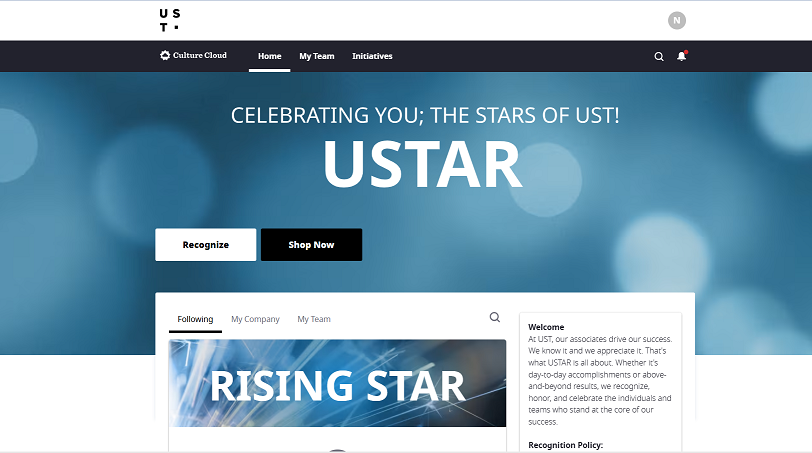 U S
T .
N
Culture Cloud
Home
My Team
Initiatives
CELEBRATING YOU; THE STARS OF UST!
USTAR
Recognize
Shop Now
Following
My Company
My Team
RISING STAR
Welcome
At UST, our associates drive our success.
We know it and we appreciate it. That's
what USTAR is all about. Whether it's
day-to-day accomplishments or above-
and-beyond results, we recognize,
honor, and celebrate the individuals and
teams who stand at the core of our
success.
Recognition Policy: